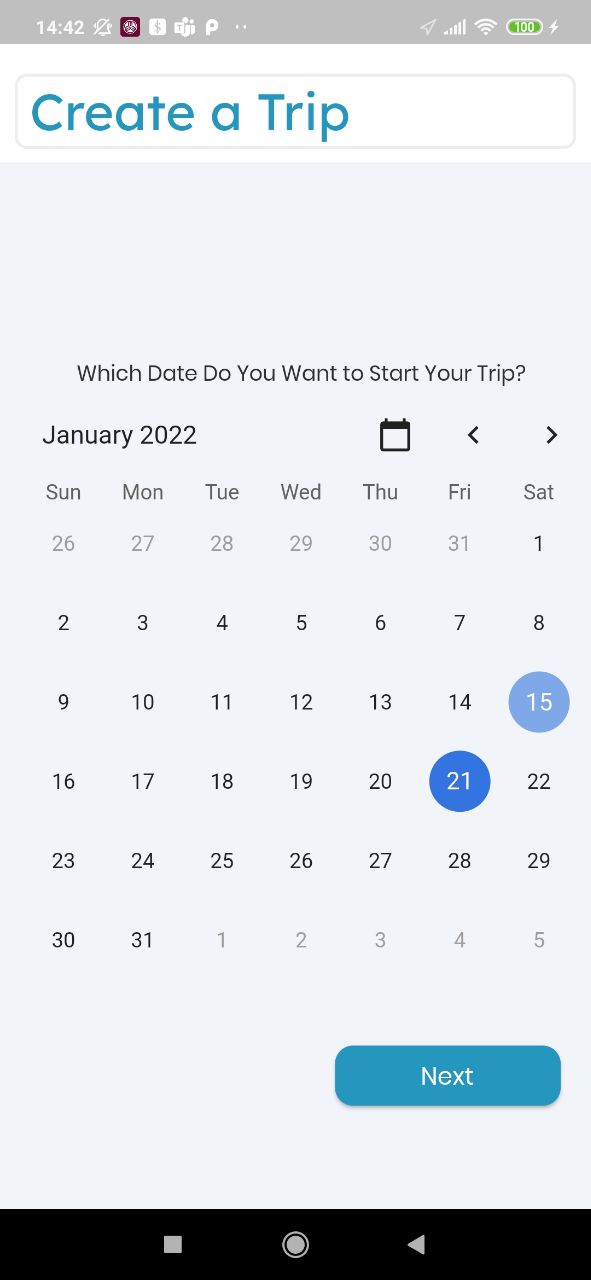 14:42 100
Create a Trip
Which Date Do You Want to Start Your Trip?
January 2022
Sun Mon Tue Wed Thu Fri Sat
26 27 28 29 30 31 1
2 3 4 5 6 7 8
9 10 11 12 13 14 15
16 17 18 19 20 21 22
23 24 25 26 27 28 29
30 31 1 2 3 4 5
Next